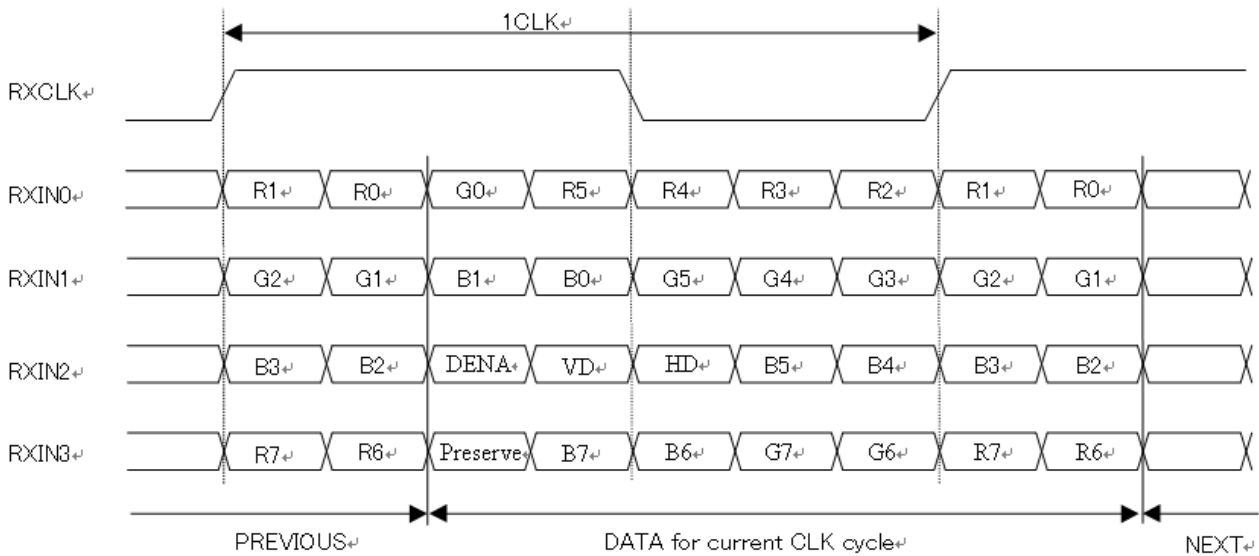 1CLK↵
RXCLK↵
RXIN0↵ R1↵ R0↵ G0↵ R5↵ R4↵ R3↵ R2↵ R1↵ R0↵
RXIN1↵ G2↵ G1↵ B1↵ B0↵ G5↵ G4↵ G3↵ G2↵ G1↵
RXIN2↵ B3↵ B2↵ DENA↵ VD↵ HD↵ B5↵ B4↵ B3↵ B2↵
RXIN3↵ R7↵ R6↵ Preserve↵ B7↵ B6↵ G7↵ G6↵ R7↵ R6↵
PREVIOUS↵ DATA for current CLK cycle↵ NEXT↵